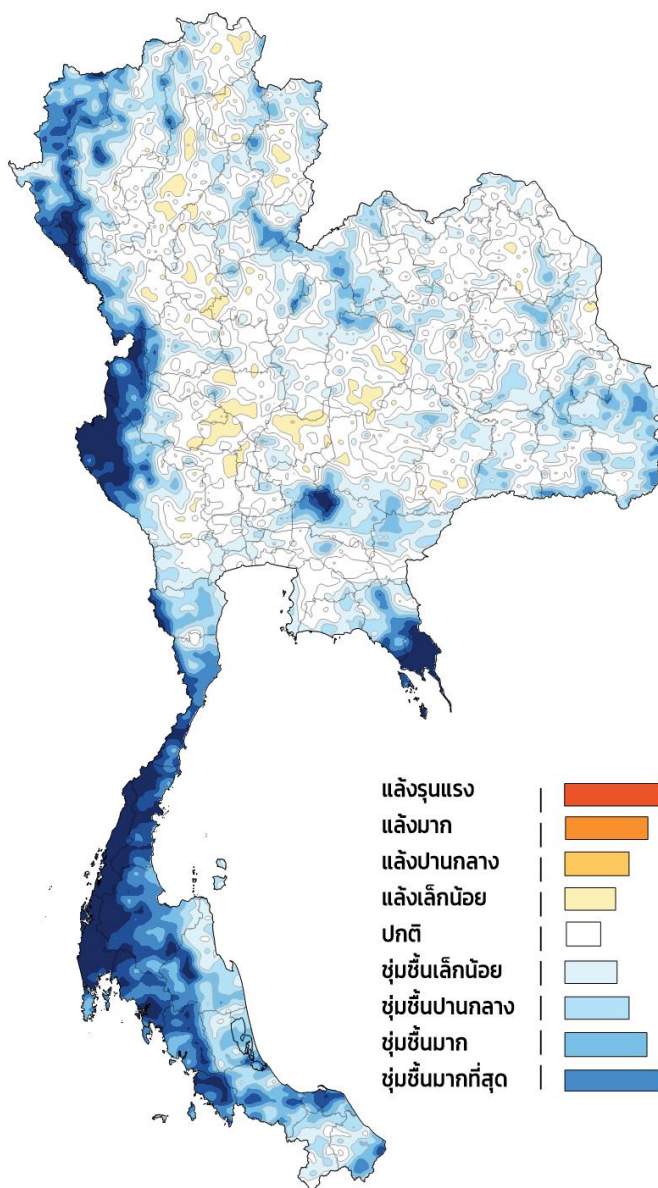 แล้งรุนแรง
แล้งมาก
แล้งปานกลาง
แล้งเล็กน้อย
ปกติ
ชุ่มชื้นเล็กน้อย
ชุ่มชื้นปานกลาง
ชุ่มชื้นมาก
ชุ่มชื้นมากที่สุด